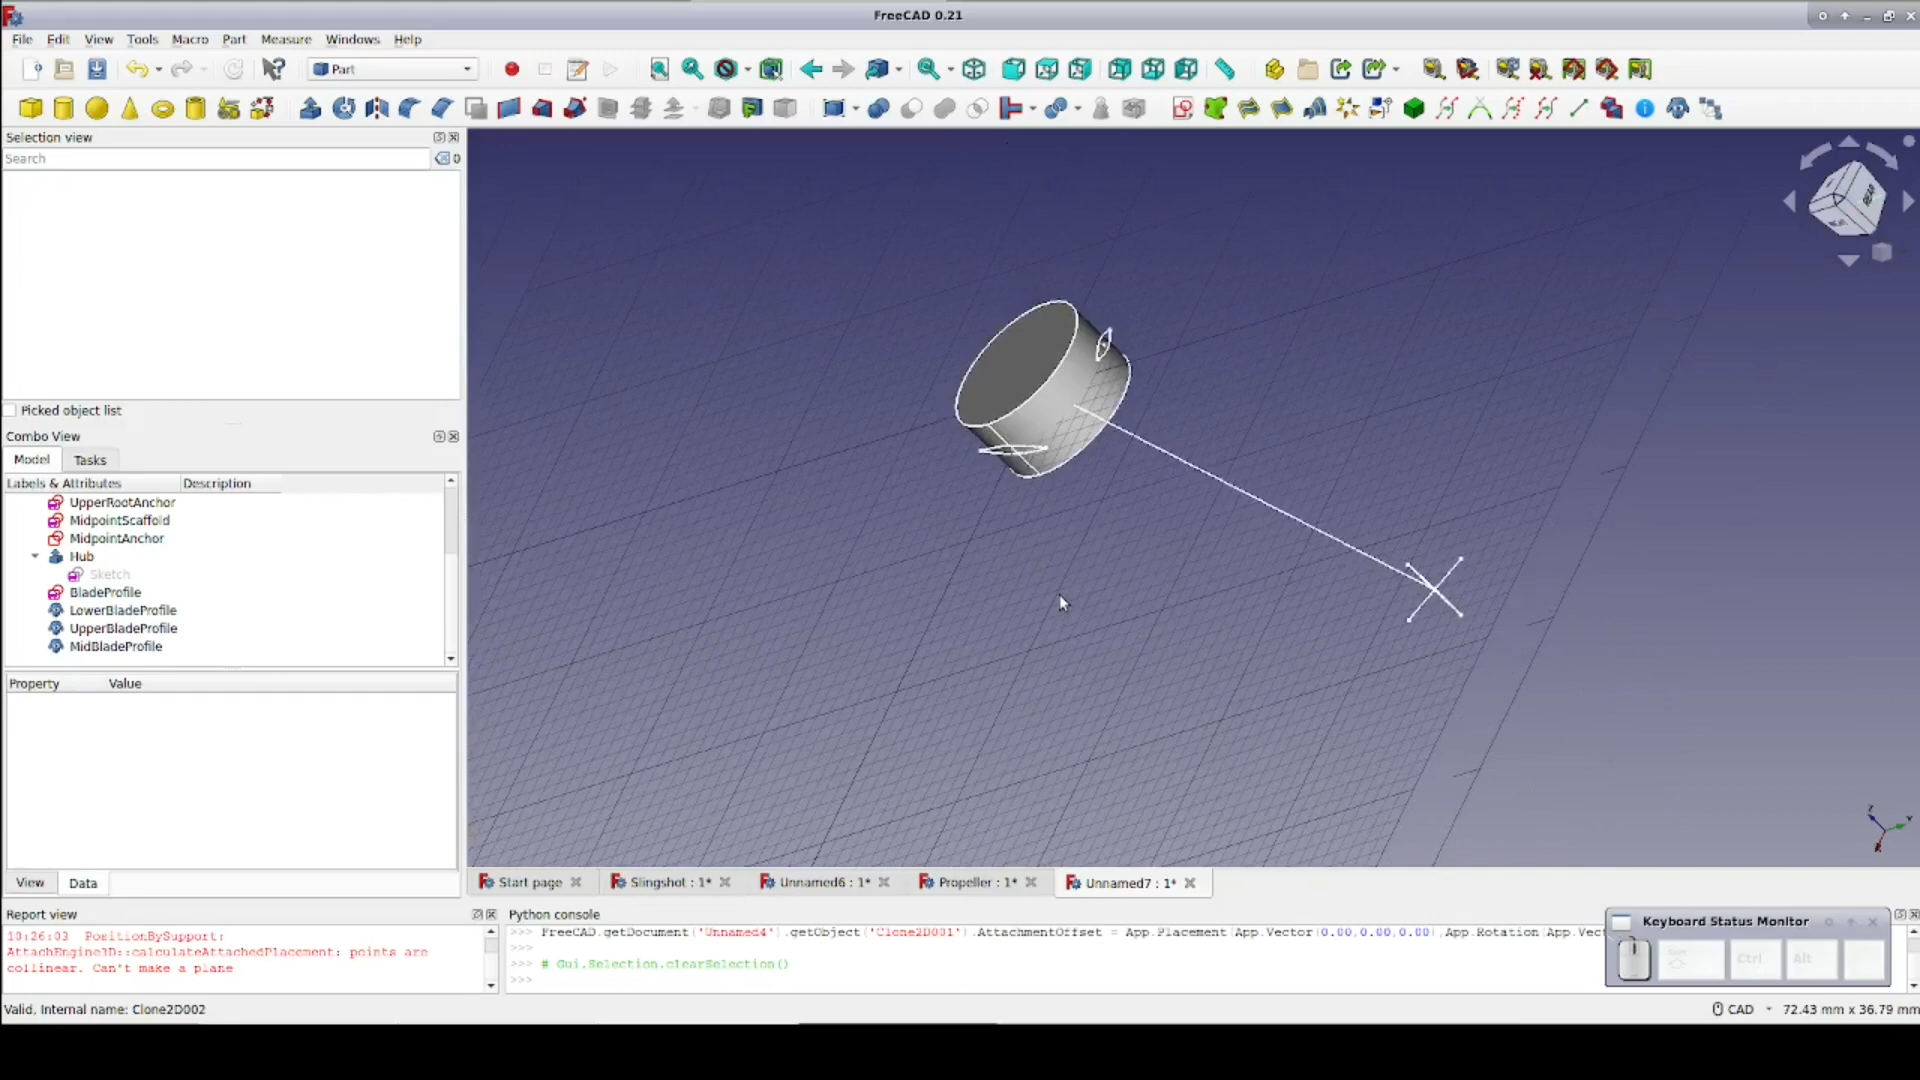 FreeCAD 0.21
File Edit View Tools Macro Part Measure Windows Help
Part
Selection view
Search
0
Picked object list
Combo View
Model Tasks
Labels & Attributes Description
UpperRootAnchor
MidpointScaffold
MidpointAnchor
Hub
Sketch
BladeProfile
LowerBladeProfile
UpperBladeProfile
MidBladeProfile
Property Value
View Data
Start page Slingshot : 1* Unnamed6 : 1* Propeller : 1* Unnamed7 : 1*
Report view
10:26:03 PositionBySupport:
AttachEngine3D::calculateAttachedPlacement: points are
collinear. Can't make a plane
Python console
>>> FreeCAD.getDocument('Unnamed4').getObject('Clone2D001').AttachmentOffset = App.Placement(App.Vector(0.00,0.00,0.00),App.Rotation(App.Vect
>>>
>>> # Gui.Selection.clearSelection()
>>>
Keyboard Status Monitor
Ctrl Alt
Z
Y
Valid, Internal name: Clone2D002
CAD 72.43 mm x 36.79 mm